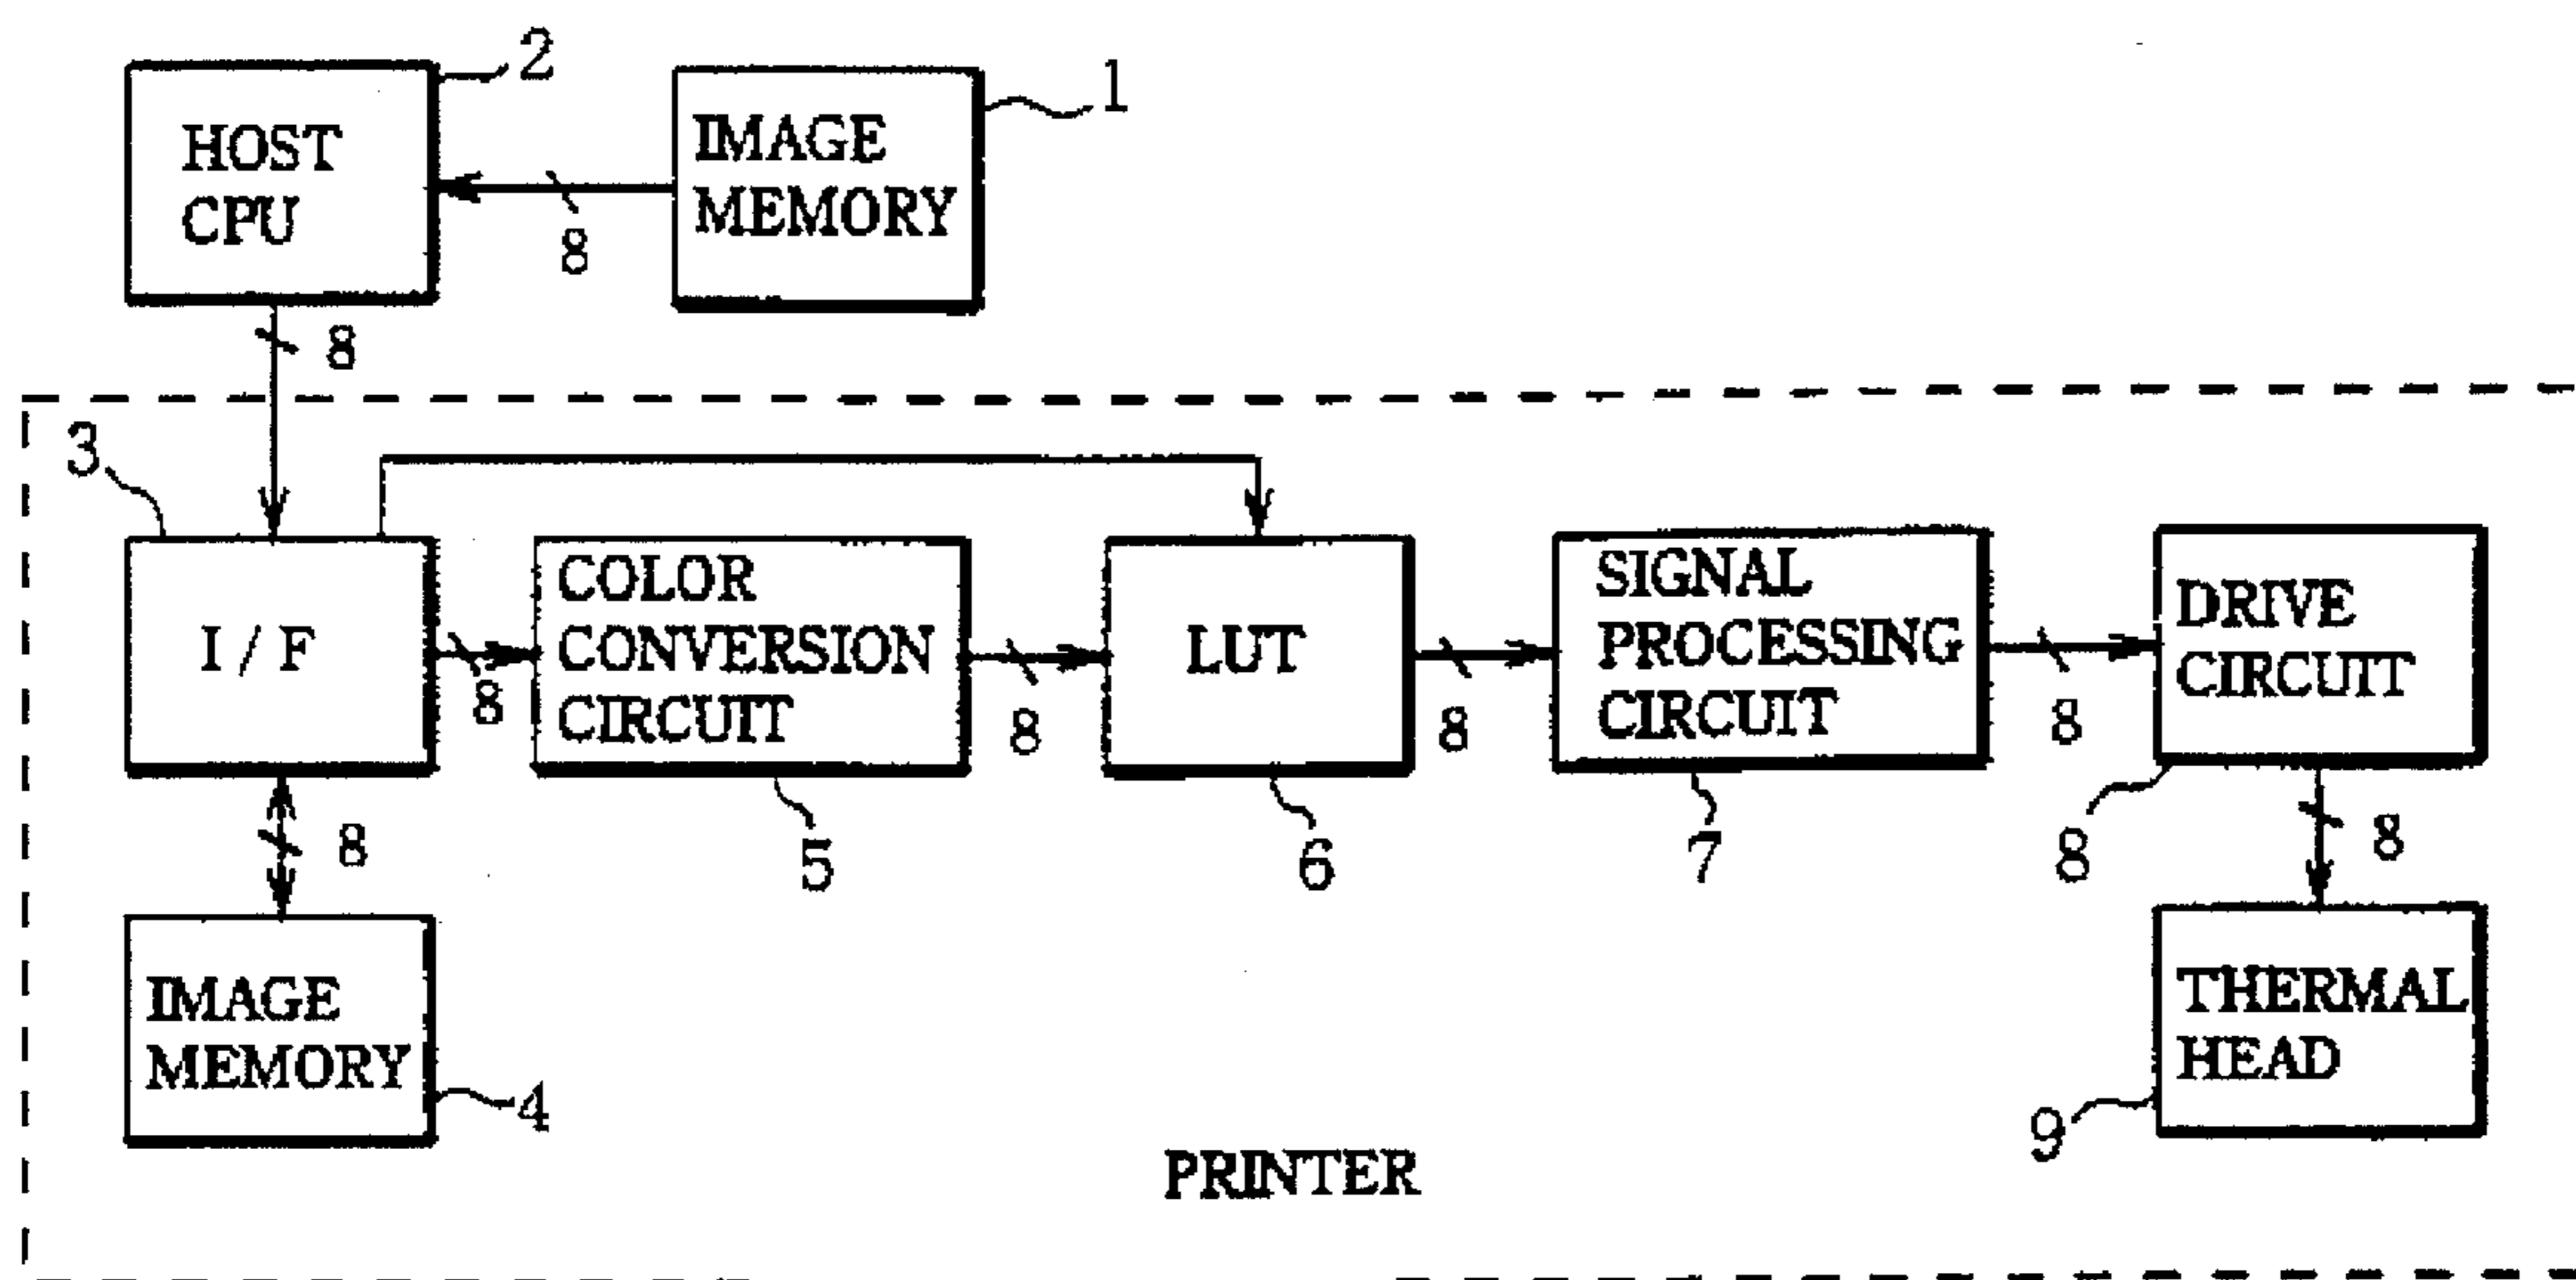 2
1
HOST
CPU
IMAGE
MEMORY
8
8
3
I / F
8
COLOR
CONVERSION
CIRCUIT
5
8
LUT
6
8
SIGNAL
PROCESSING
CIRCUIT
7
8
DRIVE
CIRCUIT
8
8
8
IMAGE
MEMORY
4
THERMAL
HEAD
9
PRINTER